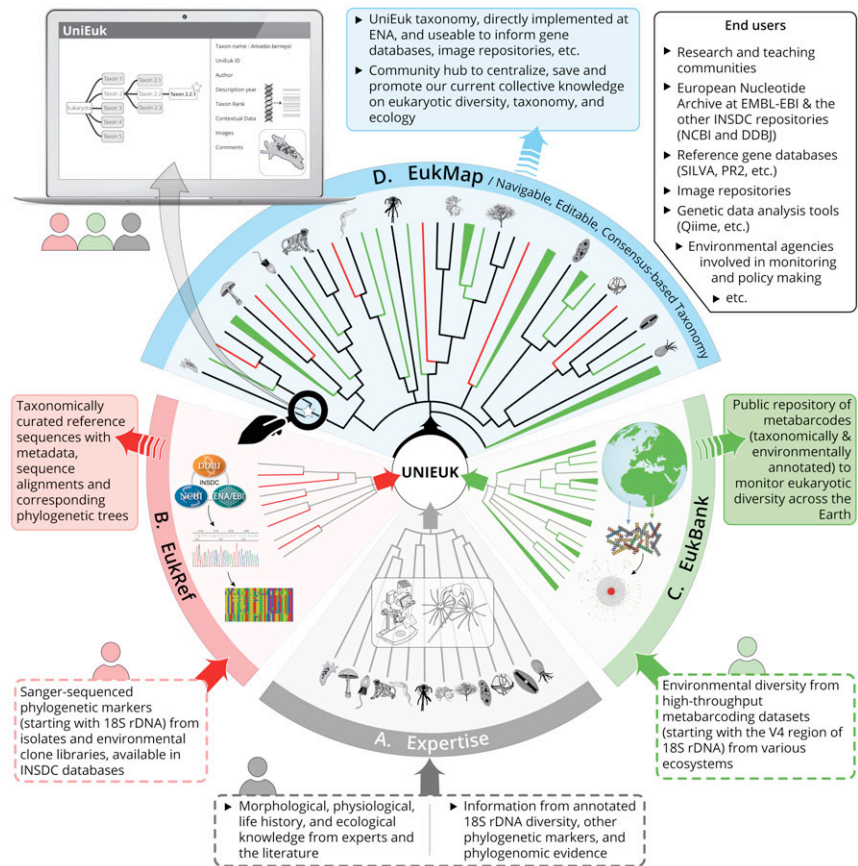 UniEuk
Taxon name : Amoeba berneysi
UniEuk ID
Author
Description year
Taxon Rank
Contextual Data
Images
Comments
Eukaryota
Taxon 1
Taxon 2
Taxon 3
Taxon 4
Taxon 5
Taxon 2.1
Taxon 2.2
Taxon 2.3
Taxon 2.2.1
▶ UniEuk taxonomy, directly implemented at
ENA, and useable to inform gene
databases, image repositories, etc.
▶ Community hub to centralize, save and
promote our current collective knowledge
on eukaryotic diversity, taxonomy, and
ecology
End users
▶ Research and teaching
communities
▶ European Nucleotide
Archive at EMBL-EBI & the
other INSDC repositories
(NCBI and DDBJ)
▶ Reference gene databases
(SILVA, PR2, etc.)
▶ Image repositories
▶ Genetic data analysis tools
(Qiime, etc.)
▶ Environmental agencies
involved in monitoring
and policy making
▶ etc.
D. EukMap / Navigable, Editable, Consensus-based Taxonomy
Taxonomically
curated reference
sequences with
metadata,
sequence
alignments and
corresponding
phylogenetic trees
B. EukRef
DDBJ
INSDC
NCBI
ENA/EBI
UNIEUK
C. EukBank
Public repository of
metabarcodes
(taxonomically &
environmentally
annotated) to
monitor eukaryotic
diversity across the
Earth
A. Expertise
Sanger-sequenced
phylogenetic markers
(starting with 18S rDNA) from
isolates and environmental
clone libraries, available in
INSDC databases
Environmental diversity from
high-throughput
metabarcoding datasets
(starting with the V4 region of
18S rDNA) from various
ecosystems
▶ Morphological, physiological,
life history, and ecological
knowledge from experts and
the literature
▶ Information from annotated
18S rDNA diversity, other
phylogenetic markers, and
phylogenomic evidence